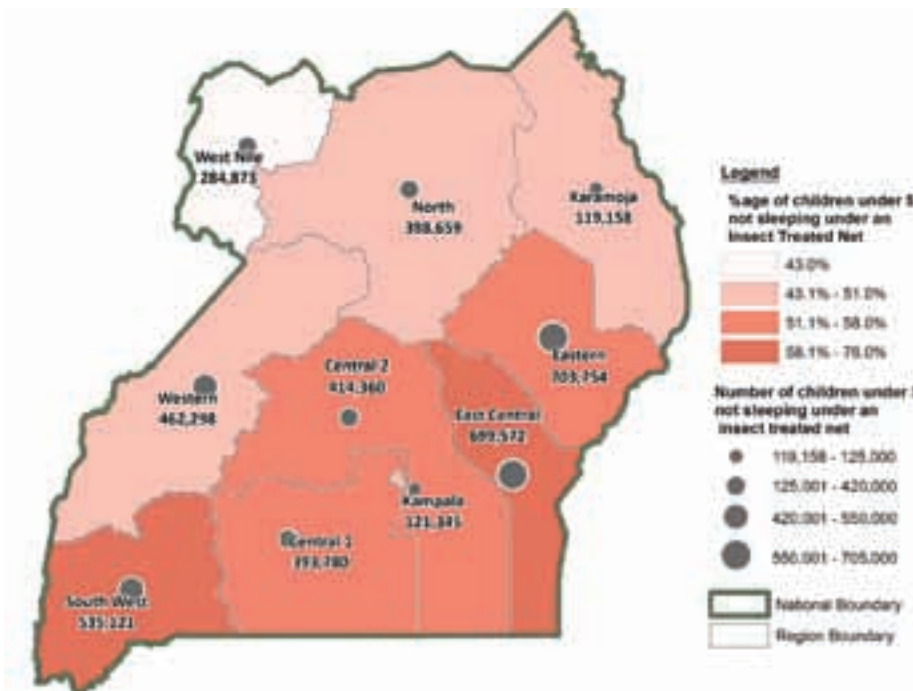 West Nile
284,873
North
398,659
Karamoja
119,158
Eastern
703,754
Central 2
414,360
East Central
699,572
Western
462,298
Kampala
Central 1
393,780
South West
535,121
Legend
%age of children under 5
not sleeping under an
Insect Treated Net
43.0%
43.1% - 51.0%
51.1% - 58.0%
58.1% - 76.0%
Number of children under
not sleeping under an
insect treated net
119,158 - 125,000
125,001 - 420,000
420,001 - 550,000
550,001 - 705,000
National Boundary
Region Boundary